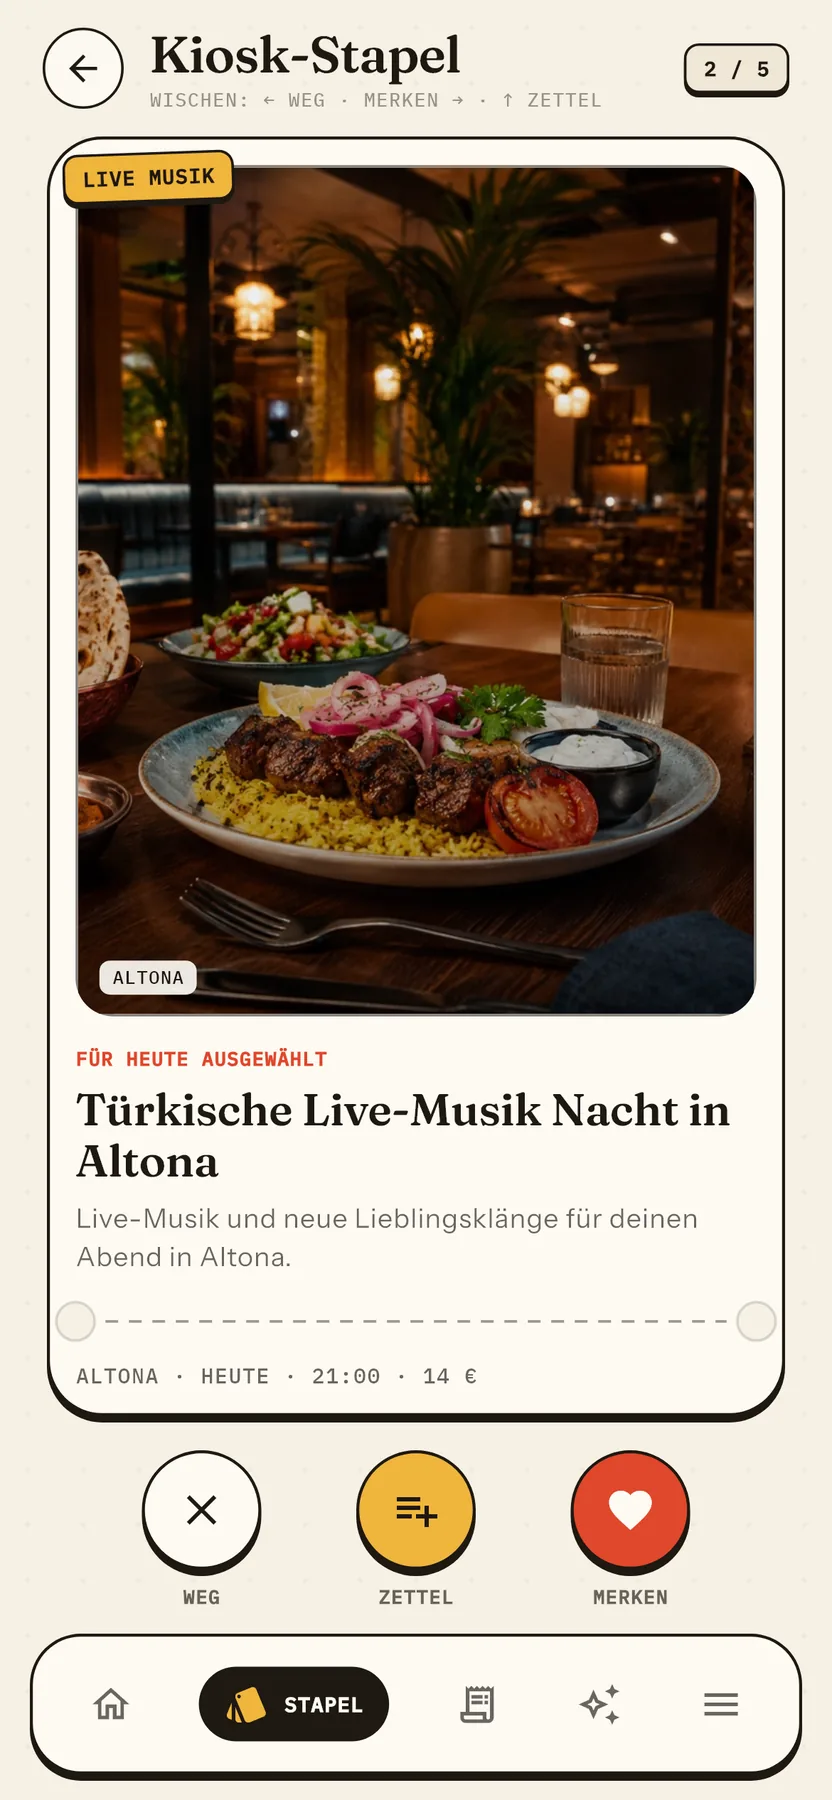 Kiosk-Stapel
WISCHEN: ← WEG · MERKEN → · ↑ ZETTEL
2 / 5
LIVE MUSIK
ALTONA
FÜR HEUTE AUSGEWÄHLT
Türkische Live-Musik Nacht in
Altona
Live-Musik und neue Lieblingsklänge für deinen
Abend in Altona.
ALTONA · HEUTE · 21:00 · 14 €
WEG
ZETTEL
MERKEN
STAPEL